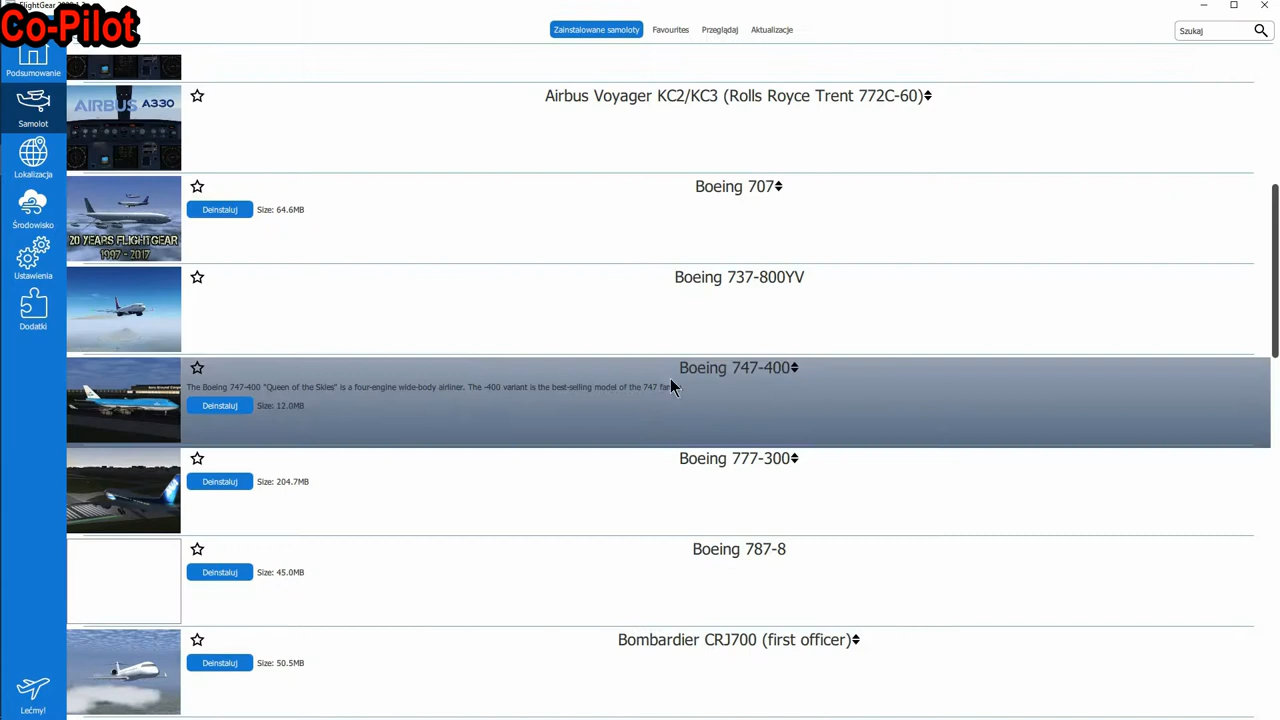 Co-Pilot
Zainstalowane samoloty
Favourites
Przeglądaj
Aktualizacje
Szukaj
Podsumowanie
Samolot
Lokalizacja
Środowisko
Ustawienia
Dodatki
Lećmy!
AIRBUS A330
Airbus Voyager KC2/KC3 (Rolls Royce Trent 772C-60)
Boeing 707
Deinstaluj Size: 64.6MB
20 YEARS FLIGHTGEAR
1997 - 2017
Boeing 737-800YV
Boeing 747-400
The Boeing 747-400 "Queen of the Skies" is a four-engine wide-body airliner. The -400 variant is the best-selling model of the 747
Deinstaluj Size: 12.0MB
Boeing 777-300
Deinstaluj Size: 204.7MB
Boeing 787-8
Deinstaluj Size: 45.0MB
Bombardier CRJ700 (first officer)
Deinstaluj Size: 50.5MB